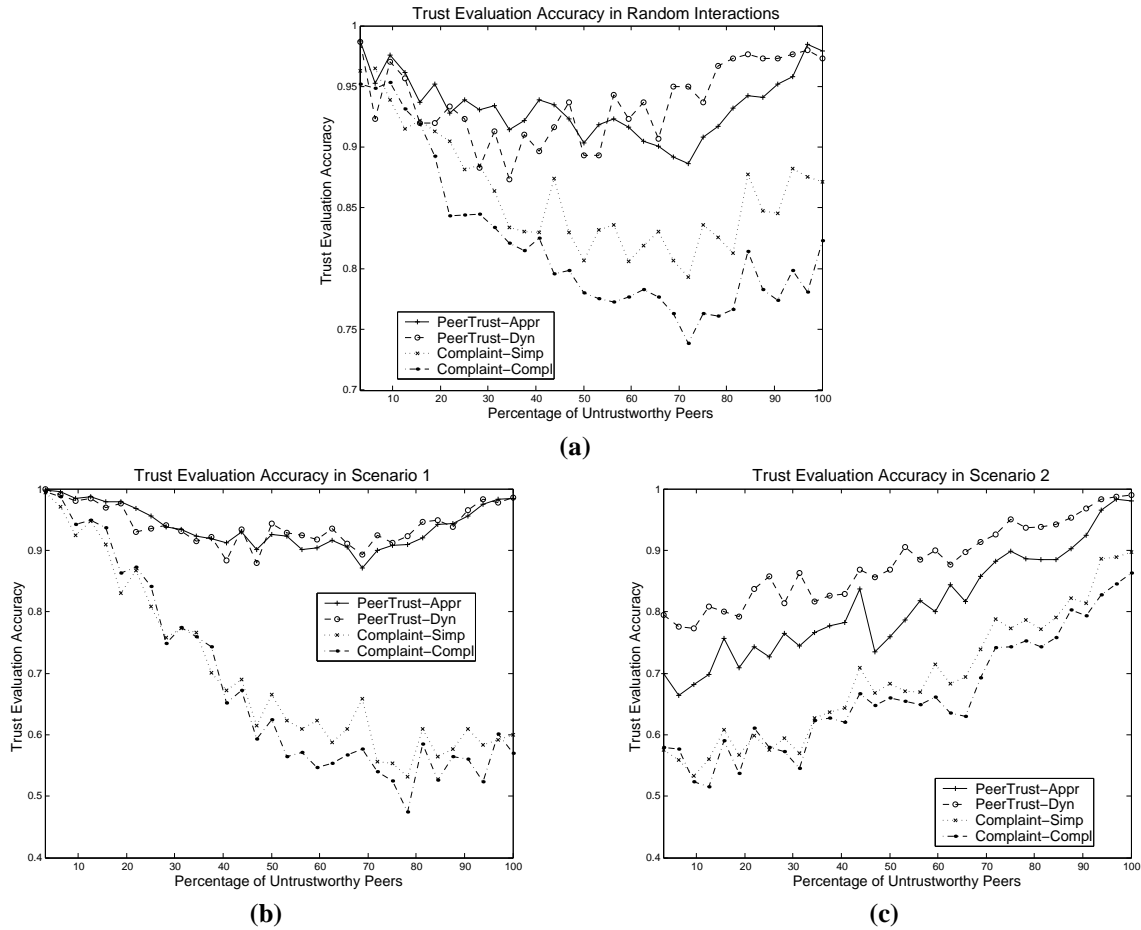 Trust Evaluation Accuracy in Random Interactions
1
0.95
0.9
0.85
0.8
0.75
0.7
Trust Evaluation Accuracy
PeerTrust−Appr
PeerTrust−Dyn
Complaint−Simp
Complaint−Compl
10 20 30 40 50 60 70 80 90 100
Percentage of Untrustworthy Peers
(a)
Trust Evaluation Accuracy in Scenario 1
1
0.9
0.8
0.7
0.6
0.5
0.4
Trust Evaluation Accuracy
PeerTrust−Appr
PeerTrust−Dyn
Complaint−Simp
Complaint−Compl
10 20 30 40 50 60 70 80 90 100
Percentage of Untrustworthy Peers
(b)
Trust Evaluation Accuracy in Scenario 2
1
0.9
0.8
0.7
0.6
0.5
0.4
Trust Evaluation Accuracy
PeerTrust−Appr
PeerTrust−Dyn
Complaint−Simp
Complaint−Compl
10 20 30 40 50 60 70 80 90 100
Percentage of Untrustworthy Peers
(c)